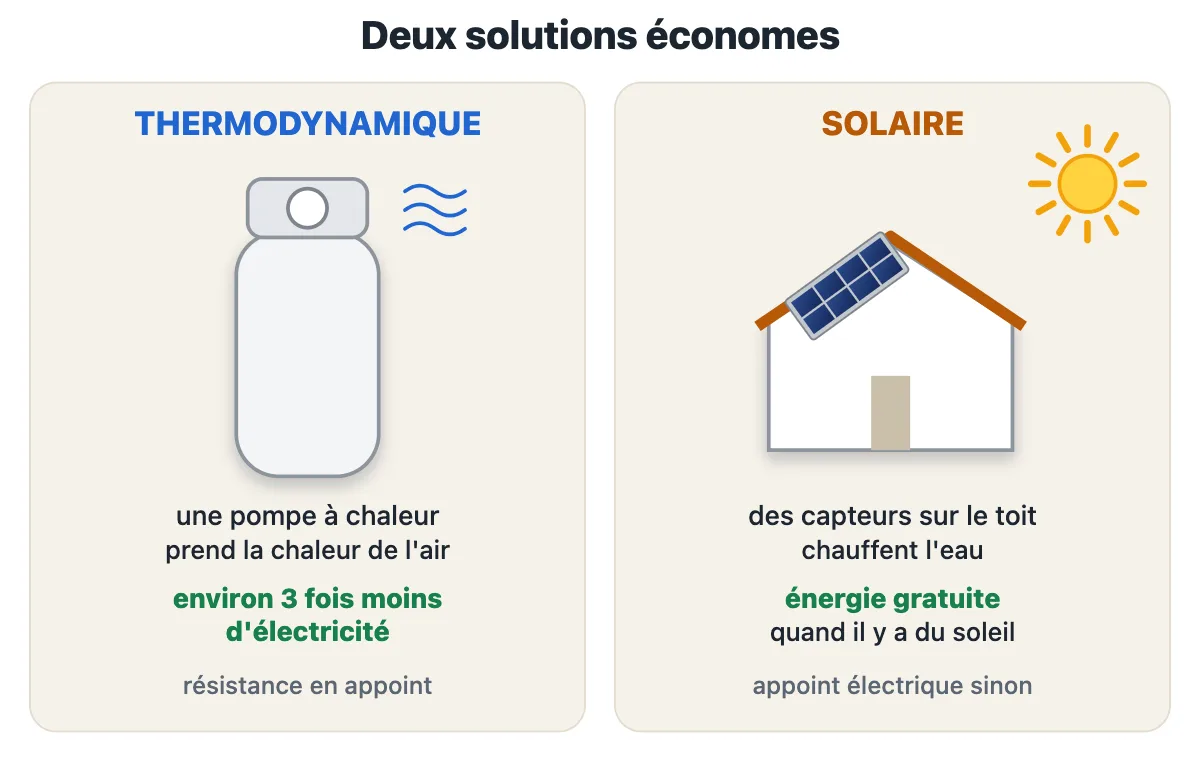 Deux solutions économes
THERMODYNAMIQUE
une pompe à chaleur
prend la chaleur de l'air
environ 3 fois moins
d'électricité
résistance en appoint
SOLAIRE
des capteurs sur le toit
chauffent l'eau
énergie gratuite
quand il y a du soleil
appoint électrique sinon